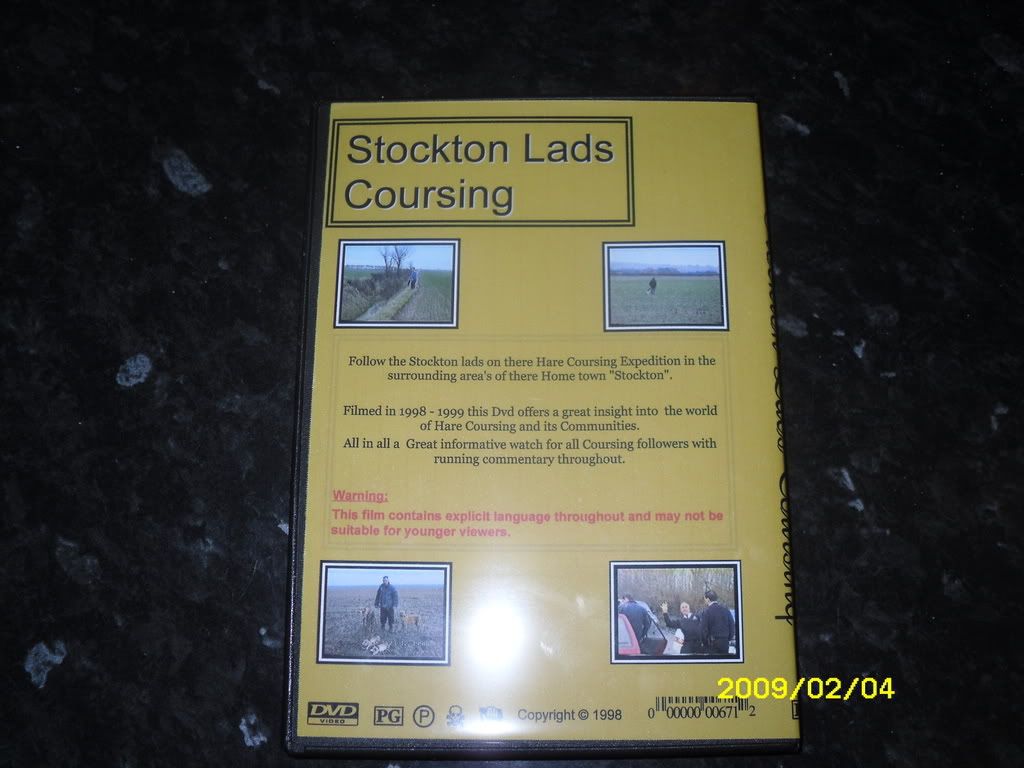 Stockton Lads
Coursing
Follow the Stockton lads on there Hare Coursing Expedition in the
surrounding area's of there Home town "Stockton".
Filmed in 1998 - 1999 this Dvd offers a great insight into the world
of Hare Coursing and its Communities.
All in all a Great informative watch for all Coursing followers with
running commentary throughout.
Warning:
This film contains explicit language throughout and may not be
suitable for younger viewers.
DVD
VIDEO
PG
P
Copyright © 1998
0 00000 00671 2
2009/02/04